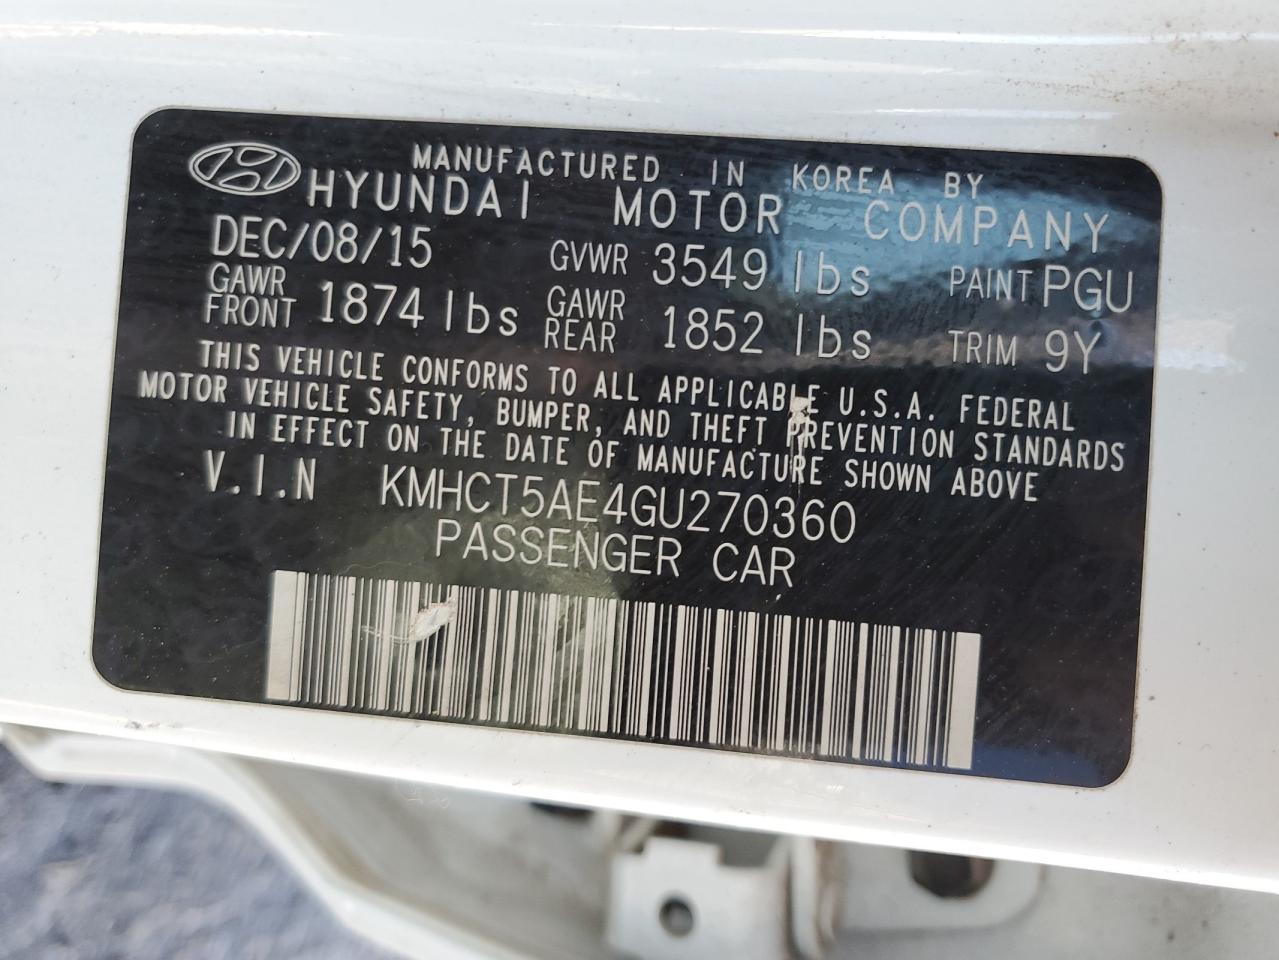 MANUFACTURED IN KOREA BY
HYUNDAI MOTOR COMPANY
DEC/08/15 GVWR 3549 lbs PAINT PGU
GAWR FRONT 1874 lbs GAWR REAR 1852 lbs TRIM 9Y
THIS VEHICLE CONFORMS TO ALL APPLICABLE U.S.A. FEDERAL
MOTOR VEHICLE SAFETY, BUMPER, AND THEFT PREVENTION STANDARDS
IN EFFECT ON THE DATE OF MANUFACTURE SHOWN ABOVE
V.I.N KMHCT5AE4GU270360
PASSENGER CAR